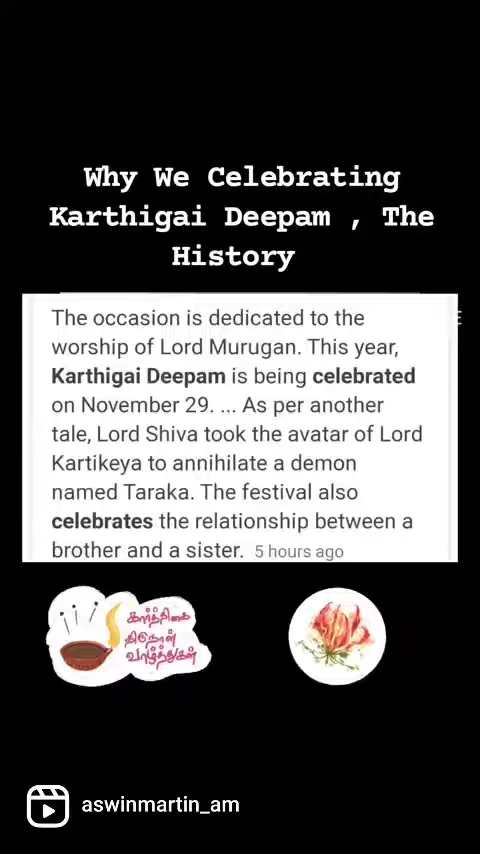 Why We Celebrating
Karthigai Deepam , The
History
The occasion is dedicated to the
worship of Lord Murugan. This year,
Karthigai Deepam is being celebrated
on November 29. ... As per another
tale, Lord Shiva took the avatar of Lord
Kartikeya to annihilate a demon
named Taraka. The festival also
celebrates the relationship between a
brother and a sister. 5 hours ago
கார்த்திகை
திருநாள்
வாழ்த்துகள்
aswinmartin_am